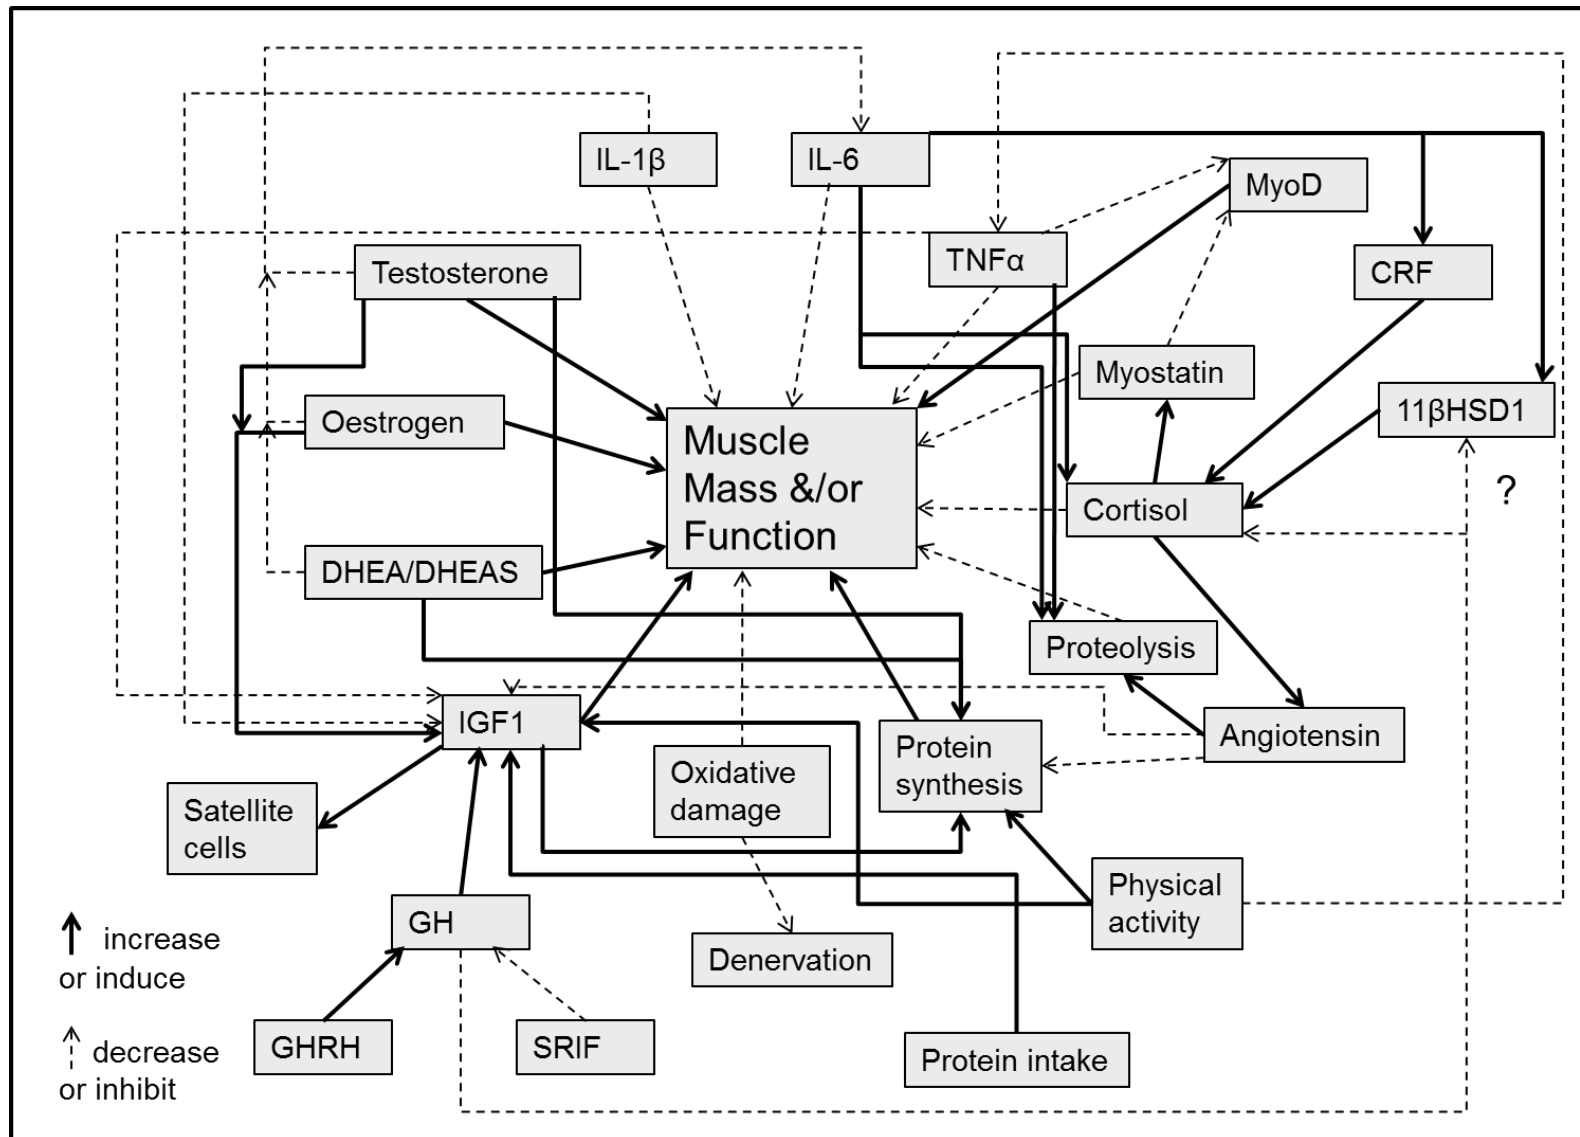 IL-1β
IL-6
MyoD
TNFα
Testosterone
CRF
Myostatin
Oestrogen
11βHSD1
Muscle
Mass &/or
Function
Cortisol
?
DHEA/DHEAS
Proteolysis
IGF1
Angiotensin
Protein
synthesis
Oxidative
damage
Satellite
cells
Physical
activity
GH
increase
or induce
Denervation
GHRH
SRIF
Protein intake
decrease
or inhibit